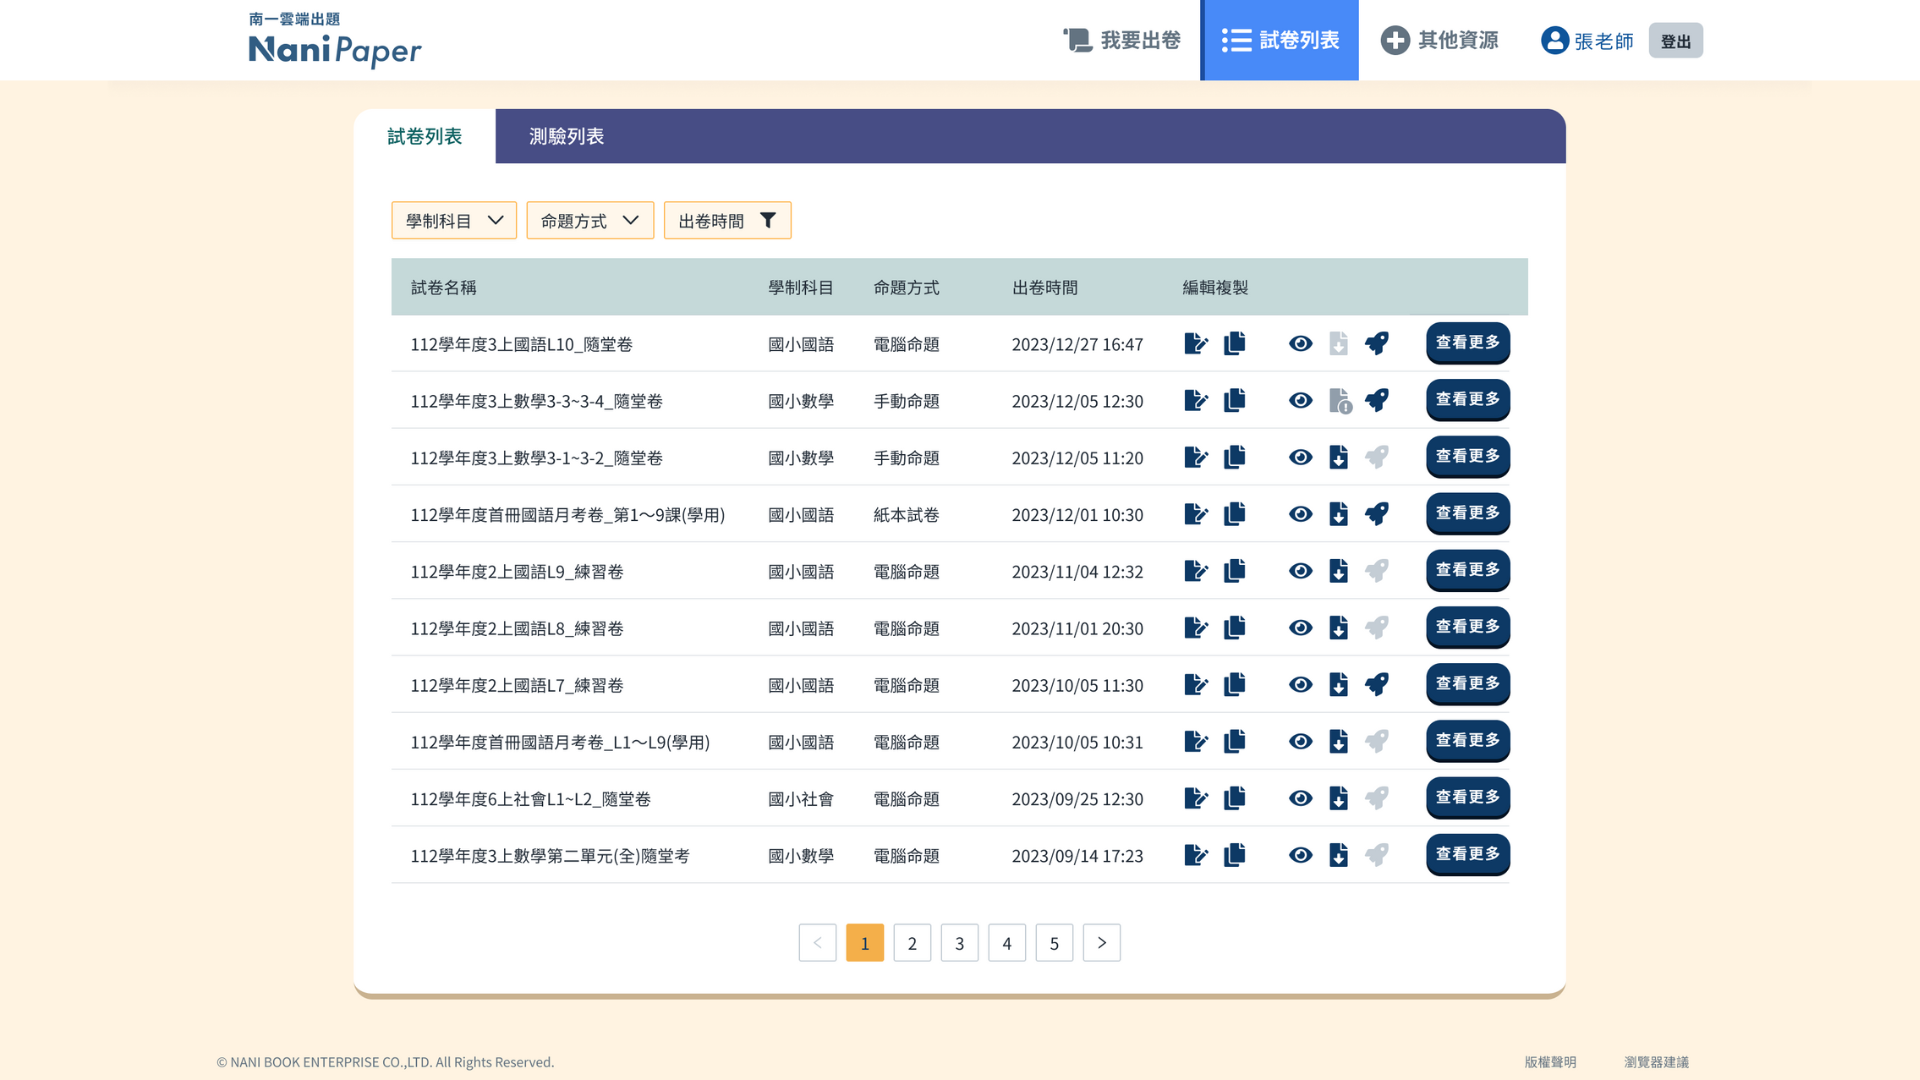 南一雲端出題
NaniPaper
我要出卷
試卷列表
其他資源
張老師
登出
試卷列表
測驗列表
學制科目
命題方式
出卷時間
試卷名稱 學制科目 命題方式 出卷時間 編輯複製
112學年度3上國語L10_隨堂卷 國小國語 電腦命題 2023/12/27 16:47 查看更多
112學年度3上數學3-3~3-4_隨堂卷 國小數學 手動命題 2023/12/05 12:30 查看更多
112學年度3上數學3-1~3-2_隨堂卷 國小數學 手動命題 2023/12/05 11:20 查看更多
112學年度首冊國語月考卷_第1～9課(學用) 國小國語 紙本試卷 2023/12/01 10:30 查看更多
112學年度2上國語L9_練習卷 國小國語 電腦命題 2023/11/04 12:32 查看更多
112學年度2上國語L8_練習卷 國小國語 電腦命題 2023/11/01 20:30 查看更多
112學年度2上國語L7_練習卷 國小國語 電腦命題 2023/10/05 11:30 查看更多
112學年度首冊國語月考卷_L1～L9(學用) 國小國語 電腦命題 2023/10/05 10:31 查看更多
112學年度6上社會L1~L2_隨堂卷 國小社會 電腦命題 2023/09/25 12:30 查看更多
112學年度3上數學第二單元(全)隨堂考 國小數學 電腦命題 2023/09/14 17:23 查看更多
< 1 2 3 4 5 >
© NANI BOOK ENTERPRISE CO.,LTD. All Rights Reserved.
版權聲明
瀏覽器建議